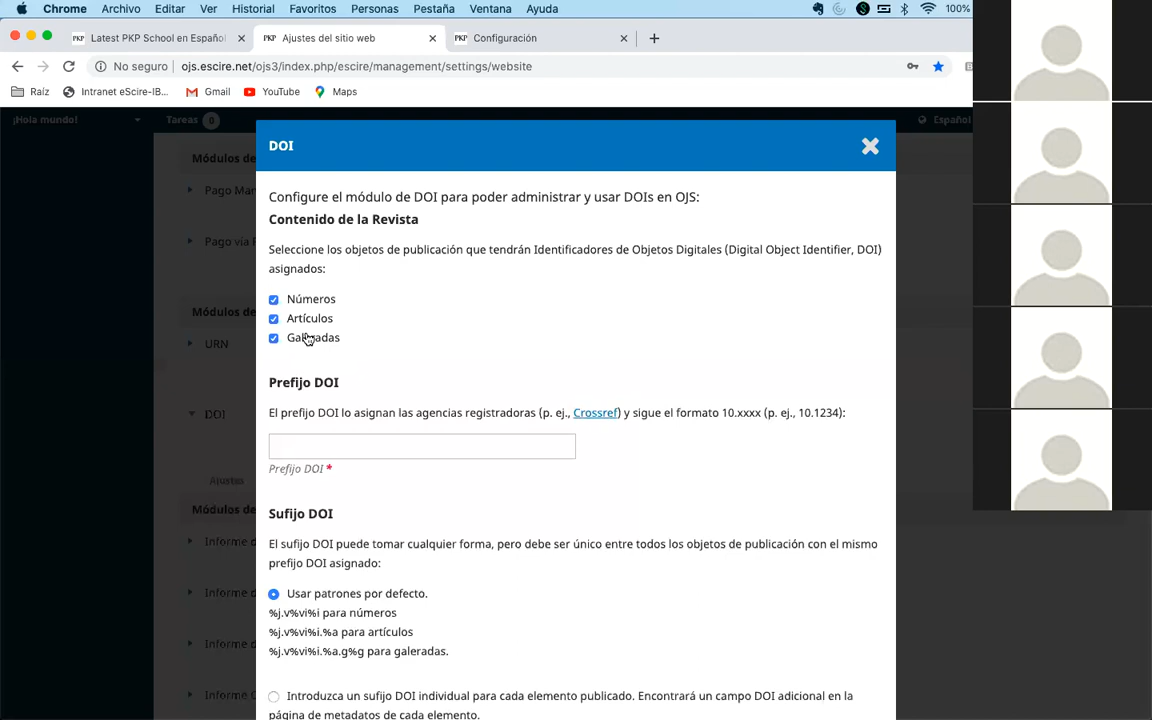 Chrome Archivo Editar Ver Historial Favoritos Personas Pestaña Ventana Ayuda 100%
PKP Latest PKP School en Español
PKP Ajustes del sitio web
PKP Configuración
No seguro ojs.escire.net/ojs3/index.php/escire/management/settings/website
Raíz Intranet eScire-IB... Gmail YouTube Maps
¡Hola mundo! Tareas 0 Español
Módulos de
Pago Man
Pago vía P
Módulos de
URN
DOI
Ajustes
Módulos de
Informe d
Informe d
Informe d
Informe C
DOI
Configure el módulo de DOI para poder administrar y usar DOIs en OJS:
Contenido de la Revista
Seleccione los objetos de publicación que tendrán Identificadores de Objetos Digitales (Digital Object Identifier, DOI)
asignados:
Números
Artículos
Galeradas
Prefijo DOI
El prefijo DOI lo asignan las agencias registradoras (p. ej., Crossref) y sigue el formato 10.xxxx (p. ej., 10.1234):
Prefijo DOI *
Sufijo DOI
El sufijo DOI puede tomar cualquier forma, pero debe ser único entre todos los objetos de publicación con el mismo
prefijo DOI asignado:
Usar patrones por defecto.
%j.v%vi%i para números
%j.v%vi%i.%a para artículos
%j.v%vi%i.%a.g%g para galeradas.
Introduzca un sufijo DOI individual para cada elemento publicado. Encontrará un campo DOI adicional en la
página de metadatos de cada elemento.